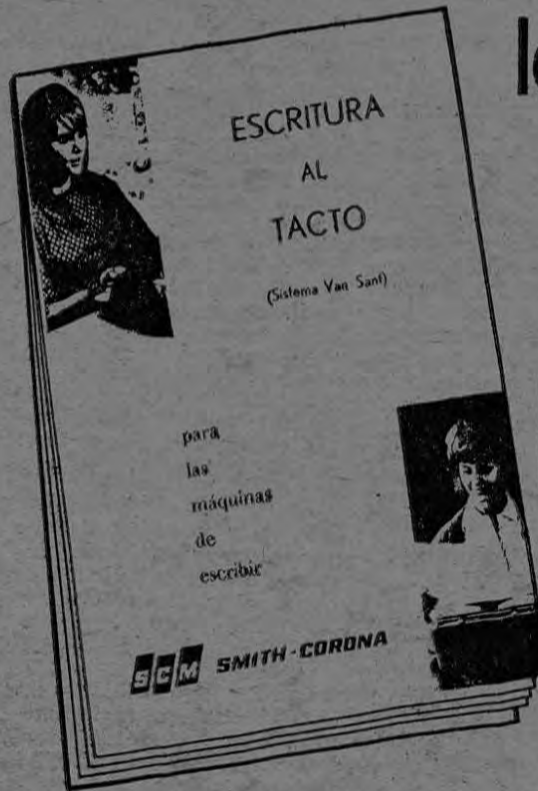 ESCRITURA
AL
TACTO
(Sistema Van Sant)
para
las
máquinas
de
escribir
SCM SMITH-CORONA